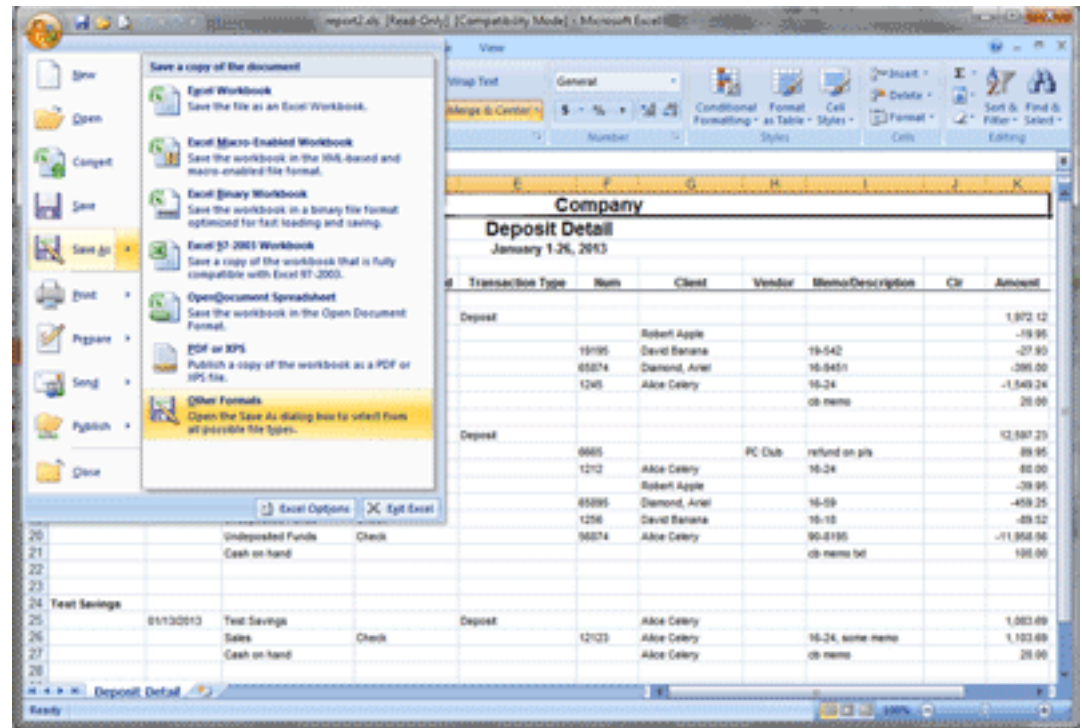 report2.xls [Read-Only] [Compatibility Mode] - Microsoft Excel
View
New
Open
Convert
Save
Save As
Print
Prepare
Send
Publish
Close
Save a copy of the document
Excel Workbook
Save the file as an Excel Workbook.
Excel Macro-Enabled Workbook
Save the workbook in the XML-based and
macro-enabled file format.
Excel Binary Workbook
Save the workbook in a binary file format
optimized for fast loading and saving.
Excel 97-2003 Workbook
Save a copy of the workbook that is fully
compatible with Excel 97-2003.
OpenDocument Spreadsheet
Save the workbook in the Open Document
Format.
PDF or XPS
Publish a copy of the workbook as a PDF or
XPS file.
Other Formats
Open the Save As dialog box to select from
all possible file types.
Excel Options Exit Excel
Wrap Text General Insert
Merge & Center $ % Conditional Format Cell Delete Sort & Find &
Formatting as Table Styles Format Filter Select
Number Styles Cells Editing
E F G H I J K
Company
Deposit Detail
January 1-26, 2013
Transaction Type Num Client Vendor Memo/Description Clr Amount
Deposit 1,972.12
Robert Apple -19.95
19195 David Banana 19-542 -27.93
65874 Diamond, Ariel 16-9451 -395.00
1245 Alice Celery 16-24 -1,549.24
cb memo 20.00
Deposit 12,597.23
6665 PC Club refund on pils 89.95
1212 Alice Celery 16-24 80.00
Robert Apple -39.95
65895 Diamond, Ariel 16-59 -459.25
1256 David Banana 16-18 -89.52
20 Undeposited Funds Check 56874 Alice Celery 90-8195
21 Cash on hand cb memo txt 100.00
22
23
24 Test Savings
25 01/13/2013 Test Savings Deposit Alice Celery 1,083.69
26 Sales Check 12123 Alice Celery 16-24, some memo 1,103.69
27 Cash on hand Alice Celery cb memo 20.00
28
Deposit Detail
Ready 100%